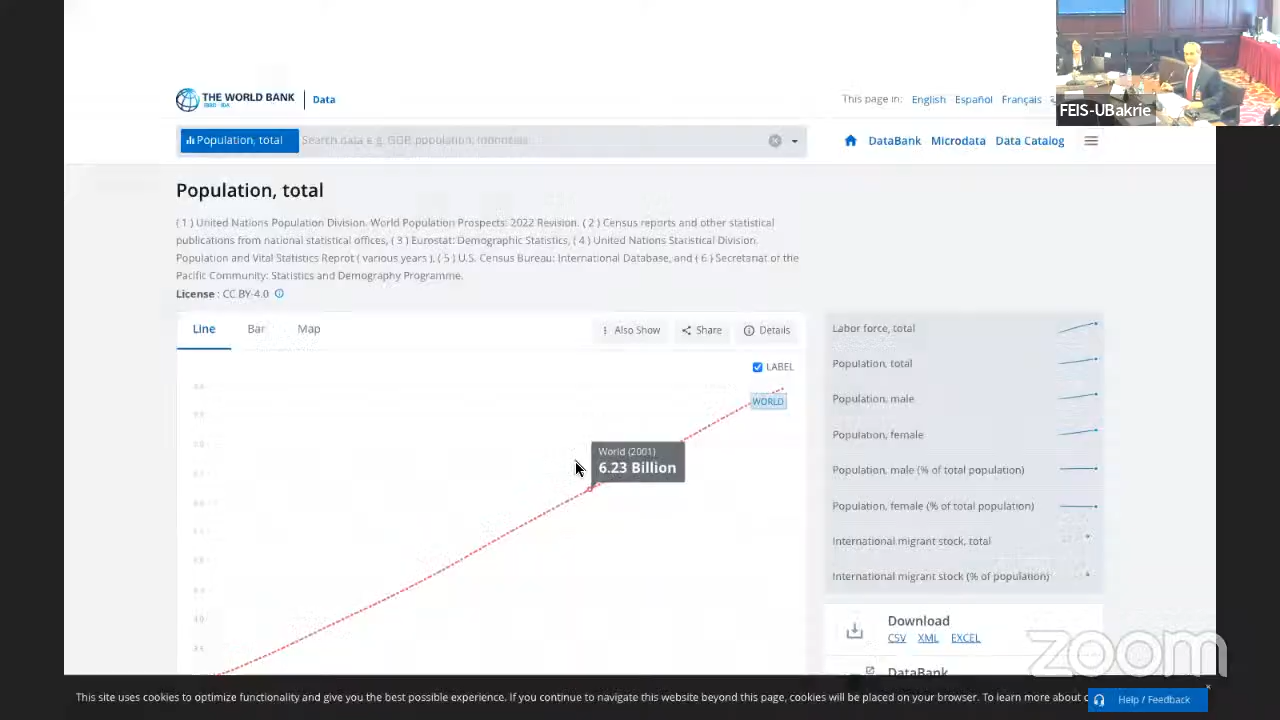 THE WORLD BANK
IBRD · IDA
Data
This page in: English Español Français
FEIS-UBakrie
Population, total
Search data e.g. GDP, population, Indonesia
DataBank Microdata Data Catalog
Population, total
( 1 ) United Nations Population Division. World Population Prospects: 2022 Revision. ( 2 ) Census reports and other statistical
publications from national statistical offices, ( 3 ) Eurostat: Demographic Statistics, ( 4 ) United Nations Statistical Division.
Population and Vital Statistics Reprot ( various years ), ( 5 ) U.S. Census Bureau: International Database, and ( 6 ) Secretariat of the
Pacific Community: Statistics and Demography Programme.
License : CC BY-4.0
Line Bar Map
Also Show Share Details
LABEL
WORLD
World (2001)
6.23 Billion
Labor force, total
Population, total
Population, male
Population, female
Population, male (% of total population)
Population, female (% of total population)
International migrant stock, total
International migrant stock (% of population)
Download
CSV XML EXCEL
DataBank
zoom
This site uses cookies to optimize functionality and give you the best possible experience. If you continue to navigate this website beyond this page, cookies will be placed on your browser. To learn more about
Help / Feedback